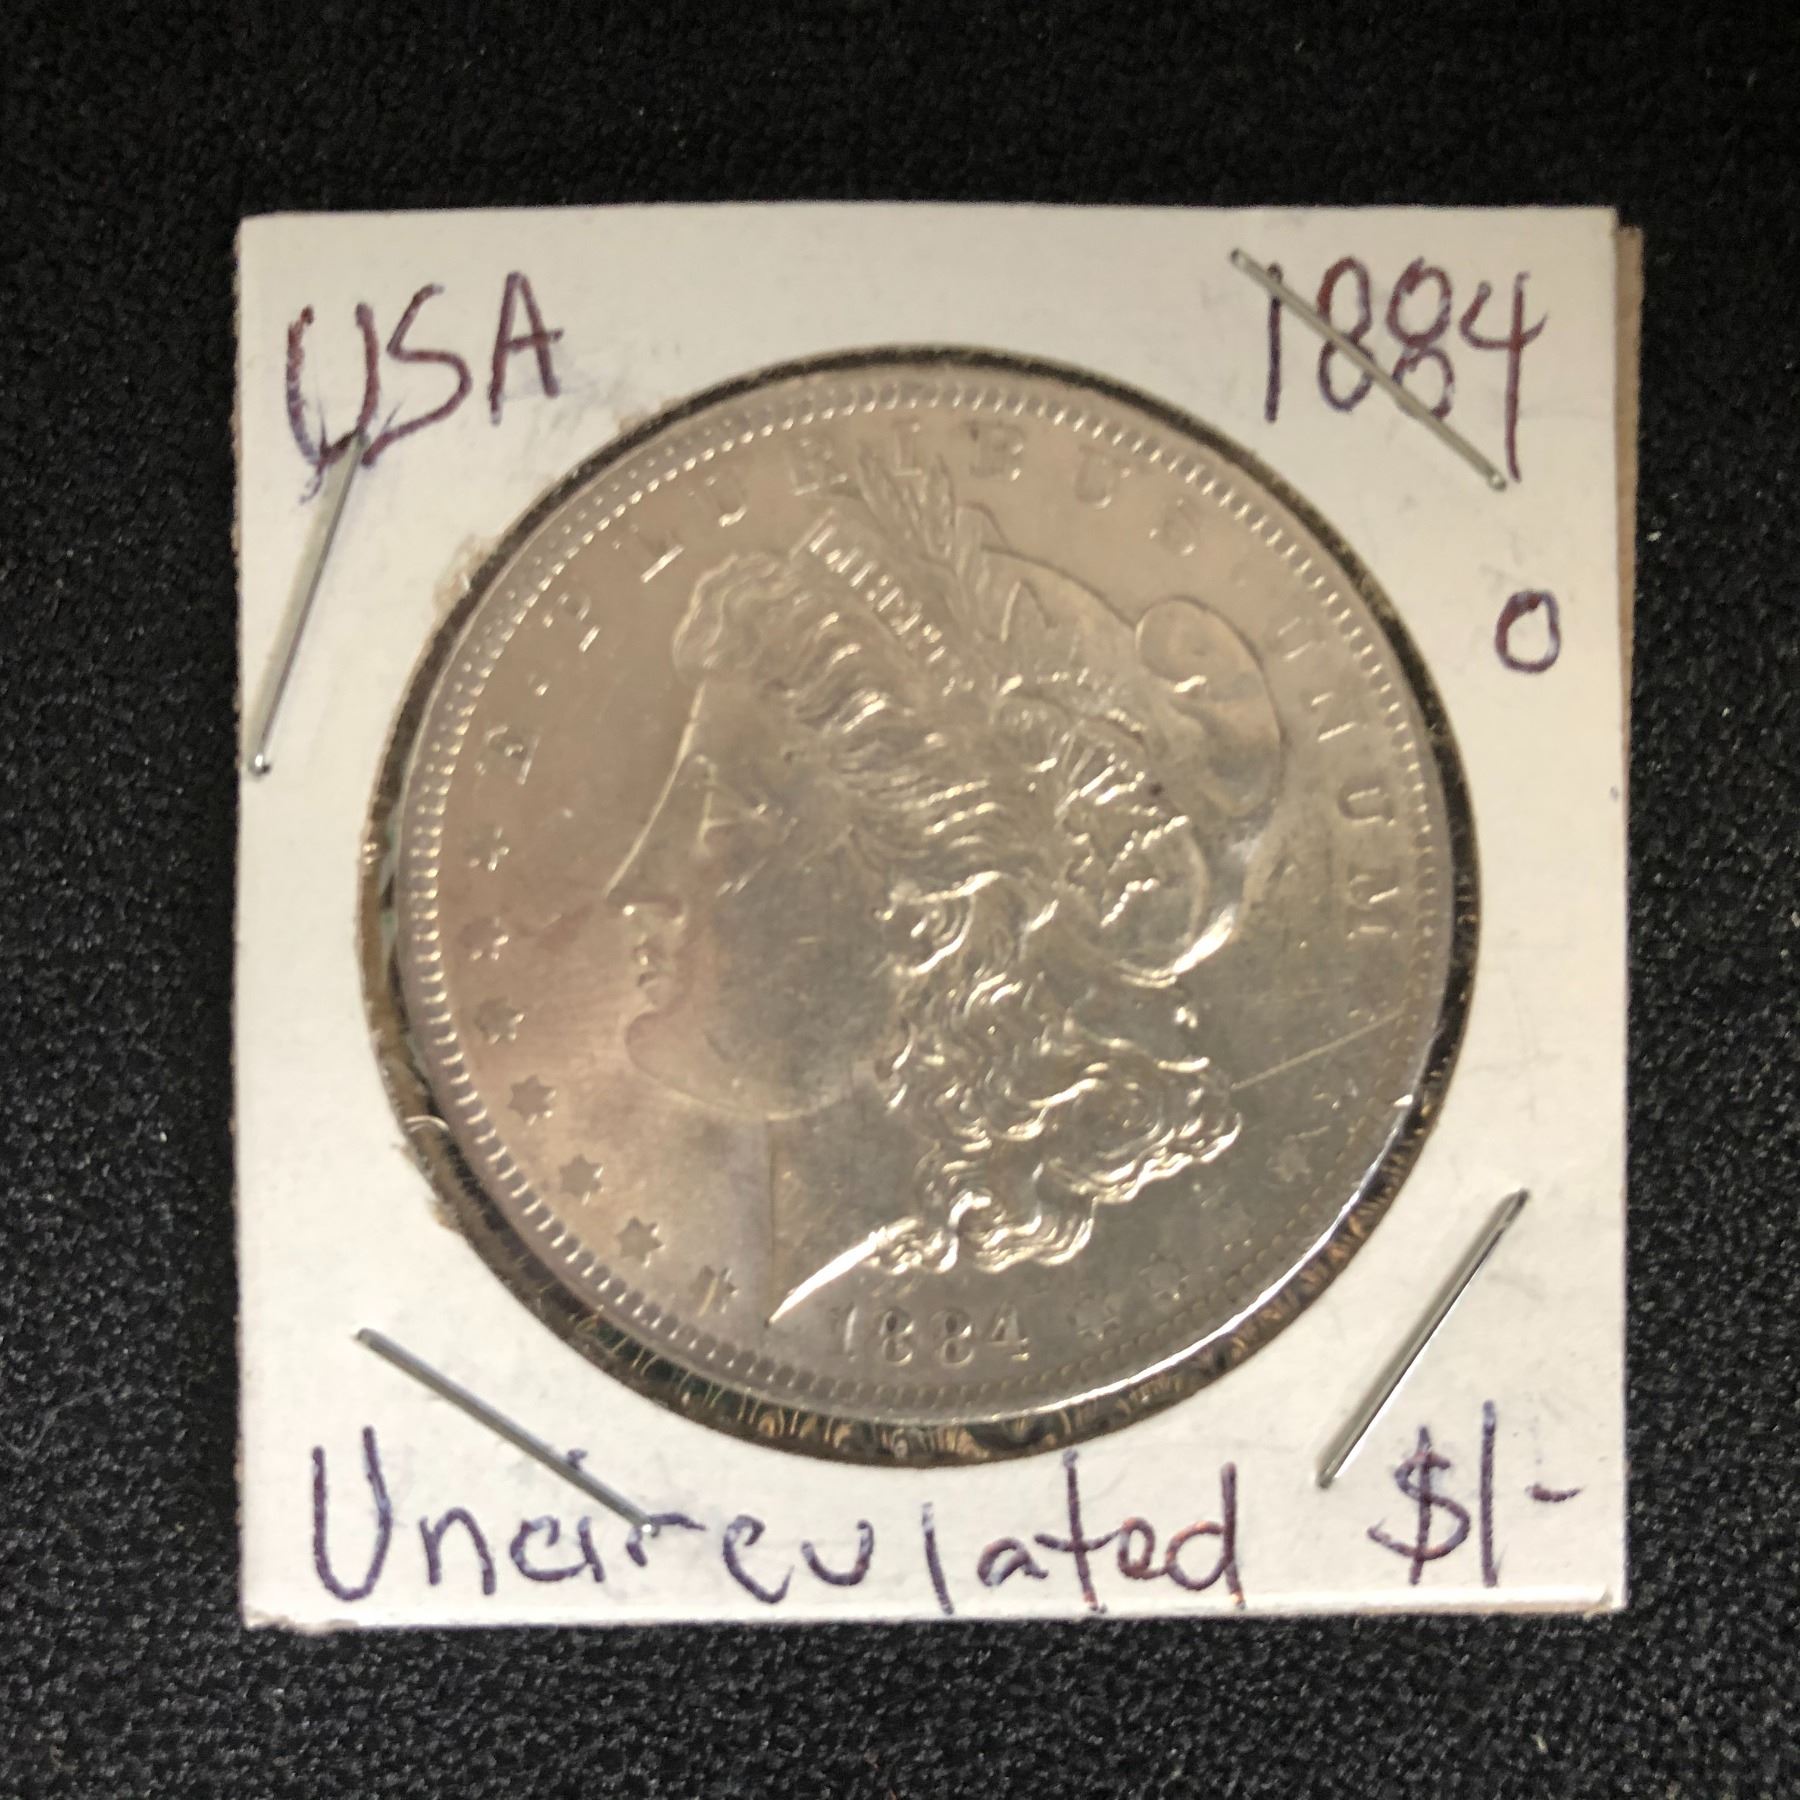 USA 1884
O
E·PLURIBUS·UNUM
LIBERTY
1884
Uncirculated $1-